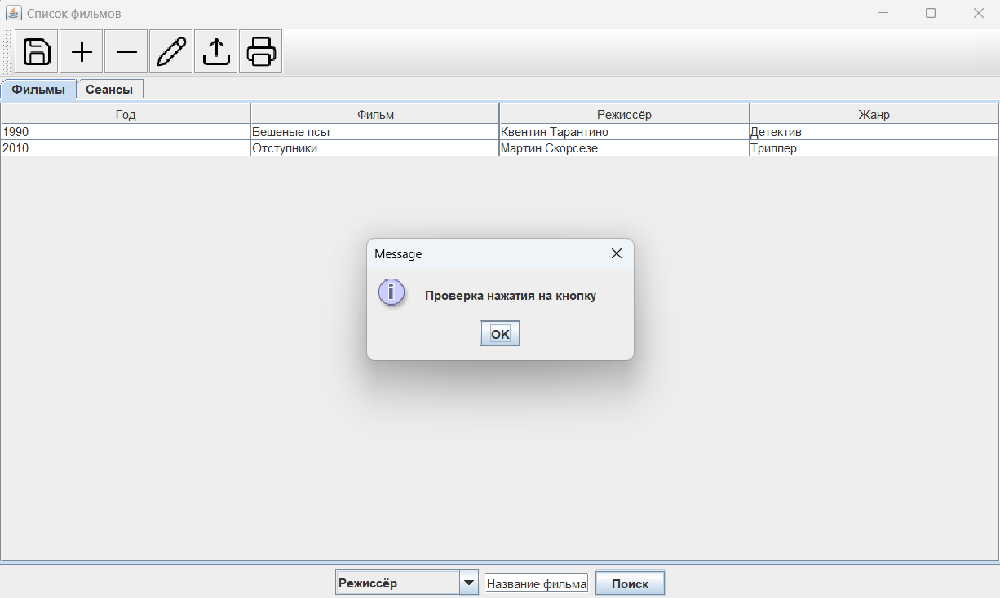 Список фильмов
Фильмы Сеансы
Год Фильм Режиссёр Жанр
1990 Бешеные псы Квентин Тарантино Детектив
2010 Отступники Мартин Скорсезе Триллер
Message
i Проверка нажатия на кнопку
OK
Режиссёр Название фильма Поиск